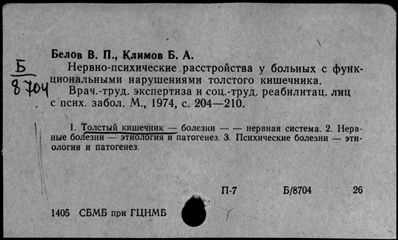 Белов В. П., Климов Б. А.
Нервно-психические расстройства у больных с функ-
Б
8704
циональными нарушениями толстого кишечника.
Врач.-труд. экспертиза и соц.-труд. реабилитац. лиц
с псих. забол. М., 1974, с. 204—210.
1. Толстый кишечник — болезни — — нервная система. 2. Нерв-
ные болезни — этиология и патогенез. 3. Психические болезни — эти-
ология и патогенез.
П-7 Б/8704 26
1405 СБМБ при ГЦНМБ